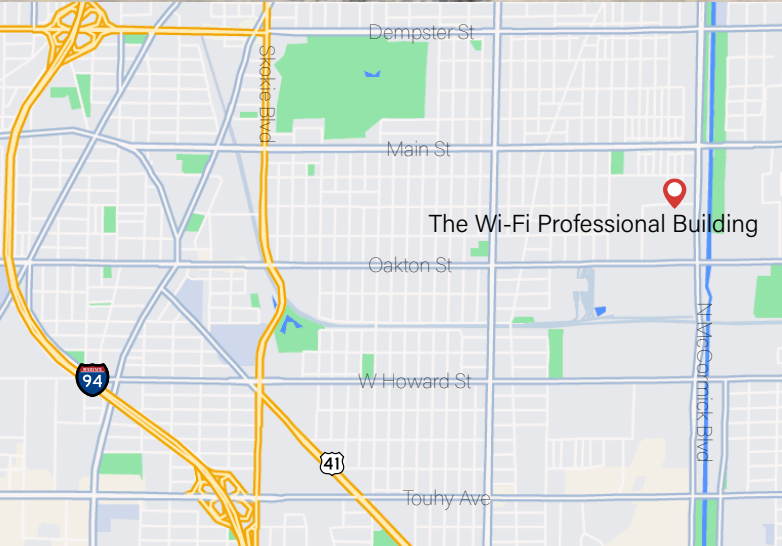 Dempster St
Skokie Blvd
Main St
The Wi-Fi Professional Building
Oakton St
N McCormick Blvd
W Howard St
94
41
Touhy Ave